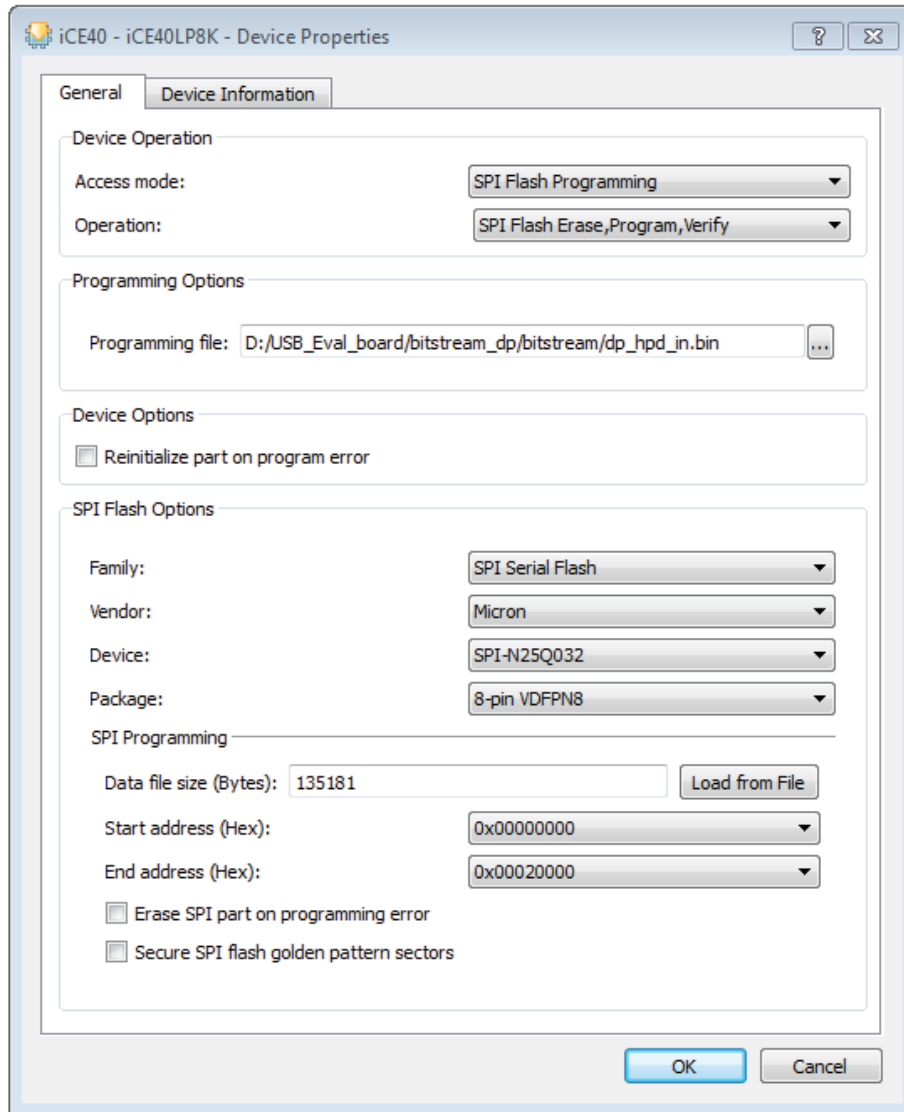 iCE40 - iCE40LP8K - Device Properties
General Device Information
Device Operation
Access mode: SPI Flash Programming
Operation: SPI Flash Erase,Program,Verify
Programming Options
Programming file: D:/USB_Eval_board/bitstream_dp/bitstream/dp_hpd_in.bin ...
Device Options
Reinitialize part on program error
SPI Flash Options
Family: SPI Serial Flash
Vendor: Micron
Device: SPI-N25Q032
Package: 8-pin VDFPN8
SPI Programming
Data file size (Bytes): 135181 Load from File
Start address (Hex): 0x00000000
End address (Hex): 0x00020000
Erase SPI part on programming error
Secure SPI flash golden pattern sectors
OK Cancel